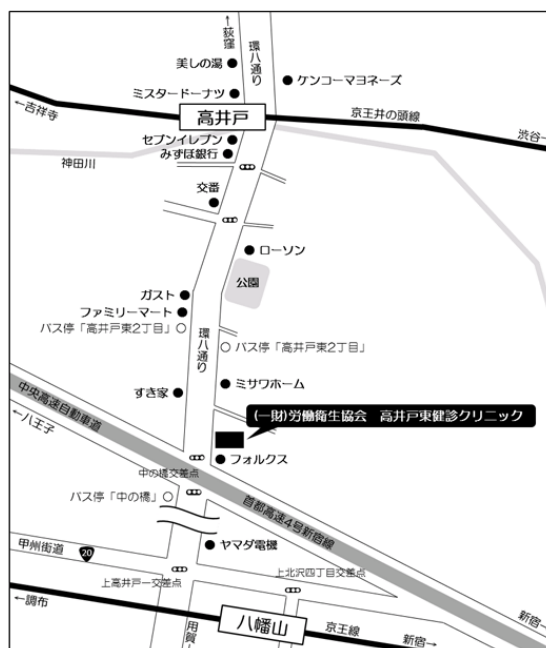 ←荻窪
環八通り
美しの湯
ケンコーマヨネーズ
ミスタードーナツ
←吉祥寺
高井戸
京王井の頭線
渋谷→
セブンイレブン
みずほ銀行
神田川
交番
ローソン
公園
ガスト
ファミリーマート
バス停「高井戸東2丁目」
環八通り
バス停「高井戸東2丁目」
ミサワホーム
すき家
中央高速自動車道
←八王子
(一財)労働衛生協会 高井戸東健診クリニック
フォルクス
中の橋交差点
バス停「中の橋」
首都高速4号新宿線
ヤマダ電機
甲州街道
20
上北沢四丁目交差点
上高井戸一交差点
新宿→
←調布
八幡山
京王線
用賀
新宿→